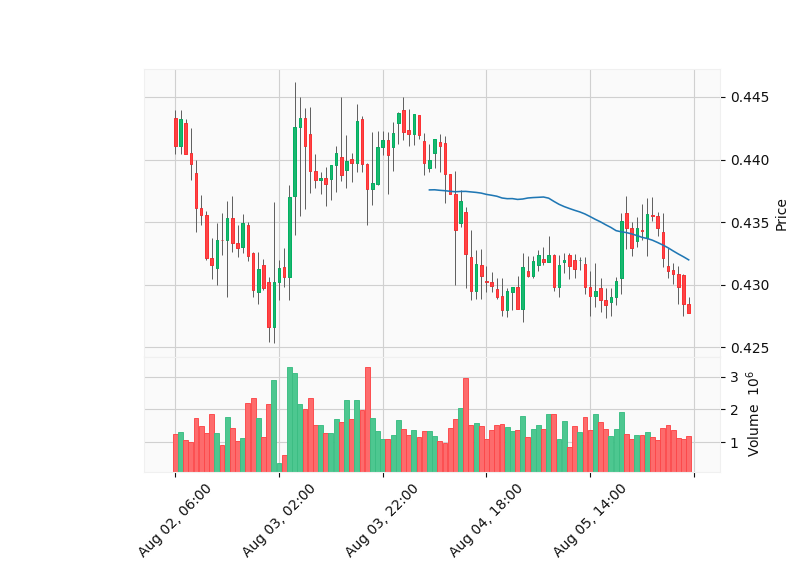 0.445
0.440
0.435
0.430
0.425
Price
3
2
1
Volume 10⁶
Aug 02, 06:00
Aug 03, 02:00
Aug 03, 22:00
Aug 04, 18:00
Aug 05, 14:00